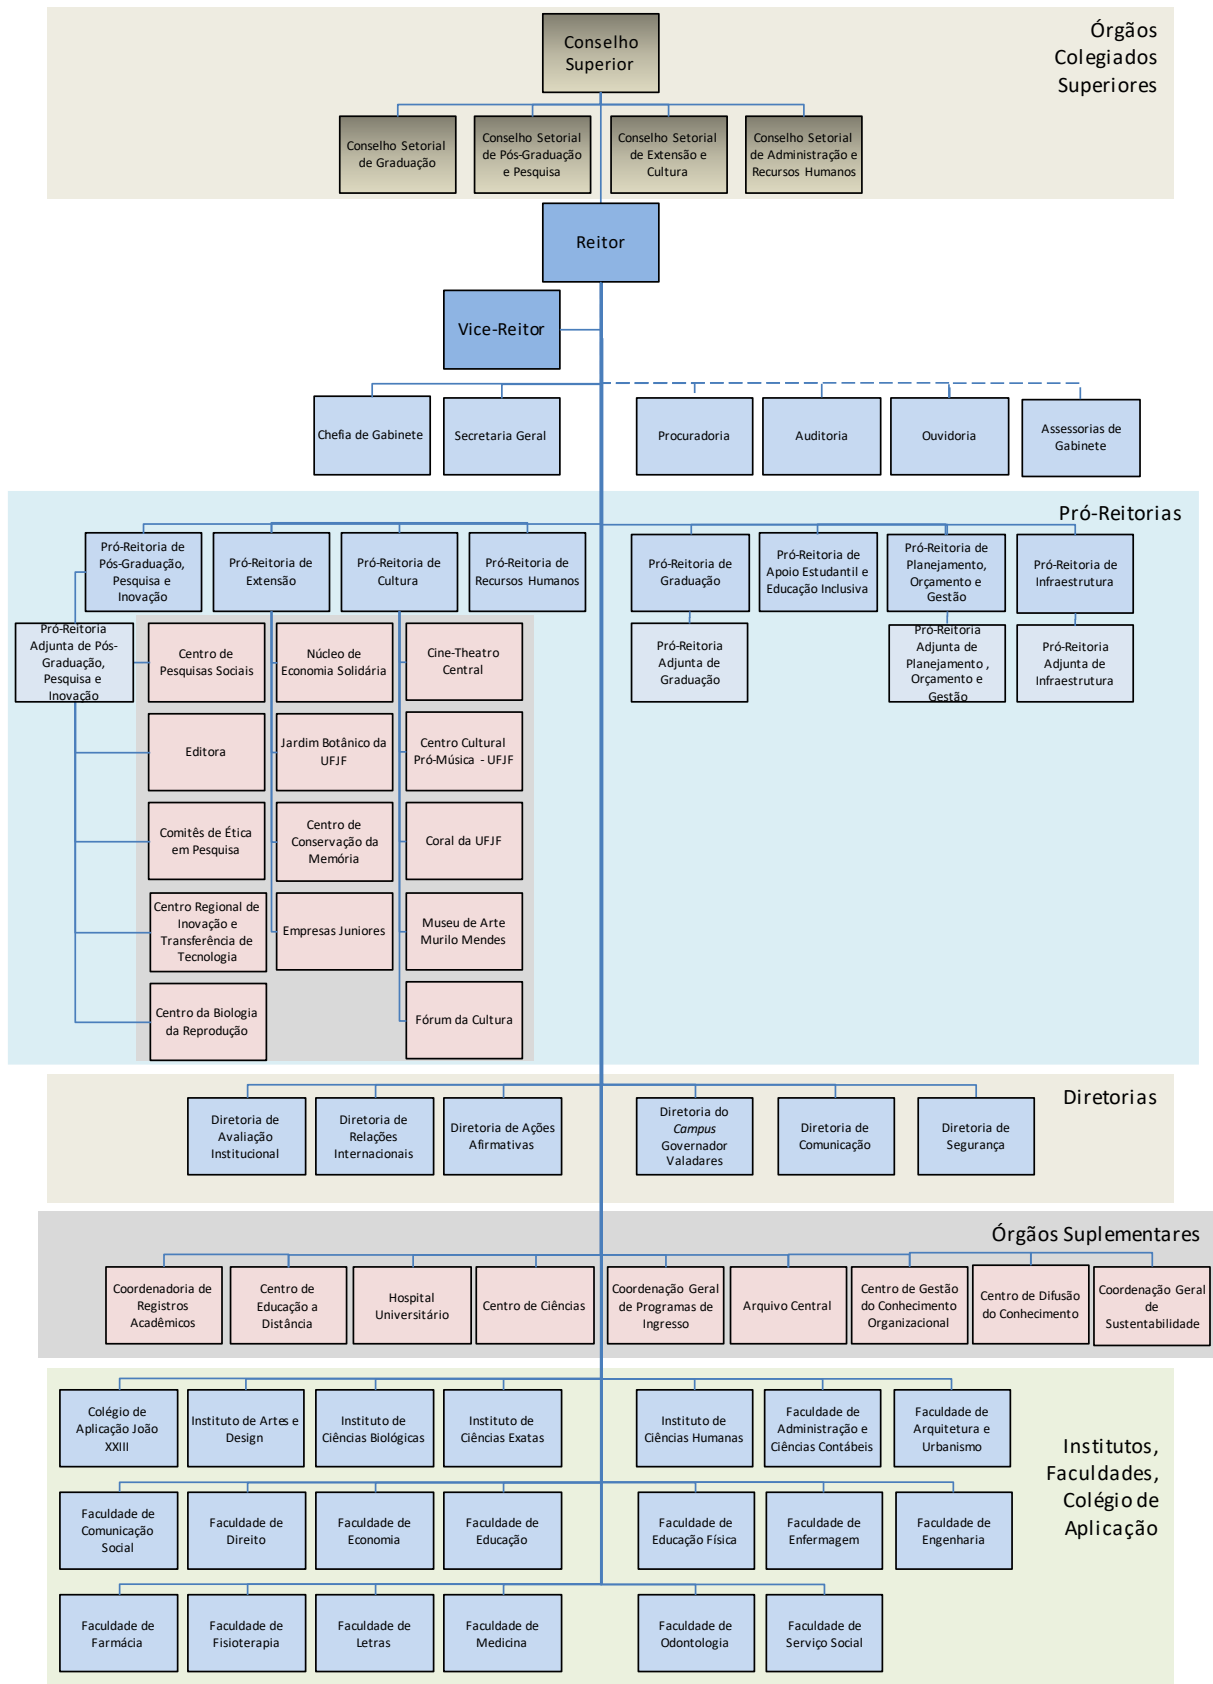 Órgãos
Colegiados
Superiores
Conselho
Superior
Conselho Setorial
de Graduação
Conselho Setorial
de Pós-Graduação
e Pesquisa
Conselho Setorial
de Extensão e
Cultura
Conselho Setorial
de Administração e
Recursos Humanos
Reitor
Vice-Reitor
Chefia de Gabinete
Secretaria Geral
Procuradoria
Auditoria
Ouvidoria
Assessorias de
Gabinete
Pró-Reitorias
Pró-Reitoria de
Pós-Graduação,
Pesquisa e
Inovação
Pró-Reitoria de
Extensão
Pró-Reitoria de
Cultura
Pró-Reitoria de
Recursos Humanos
Pró-Reitoria de
Graduação
Pró-Reitoria de
Apoio Estudantil e
Educação Inclusiva
Pró-Reitoria de
Planejamento,
Orçamento e
Gestão
Pró-Reitoria de
Infraestrutura
Pró-Reitoria
Adjunta de Pós-
Graduação,
Pesquisa e
Inovação
Centro de
Pesquisas Sociais
Núcleo de
Economia Solidária
Cine-Theatro
Central
Pró-Reitoria
Adjunta de
Graduação
Pró-Reitoria
Adjunta de
Planejamento ,
Orçamento e
Gestão
Pró-Reitoria
Adjunta de
Infraestrutura
Editora
Jardim Botânico da
UFJF
Centro Cultural
Pró-Música - UFJF
Comitês de Ética
em Pesquisa
Centro de
Conservação da
Memória
Coral da UFJF
Centro Regional de
Inovação e
Transferência de
Tecnologia
Empresas Juniores
Museu de Arte
Murilo Mendes
Centro da Biologia
da Reprodução
Fórum da Cultura
Diretorias
Diretoria de
Avaliação
Institucional
Diretoria de
Relações
Internacionais
Diretoria de Ações
Afirmativas
Diretoria do
Campus
Governador
Valadares
Diretoria de
Comunicação
Diretoria de
Segurança
Órgãos Suplementares
Coordenadoria de
Registros
Acadêmicos
Centro de
Educação a
Distância
Hospital
Universitário
Centro de Ciências
Coordenação Geral
de Programas de
Ingresso
Arquivo Central
Centro de Gestão
do Conhecimento
Organizacional
Centro de Difusão
do Conhecimento
Coordenação Geral
de
Sustentabilidade
Colégio de
Aplicação João
XXIII
Instituto de Artes e
Design
Instituto de
Ciências Biológicas
Instituto de
Ciências Exatas
Instituto de
Ciências Humanas
Faculdade de
Administração e
Ciências Contábeis
Faculdade de
Arquitetura e
Urbanismo
Institutos,
Faculdades,
Colégio de
Aplicação
Faculdade de
Comunicação
Social
Faculdade de
Direito
Faculdade de
Economia
Faculdade de
Educação
Faculdade de
Educação Física
Faculdade de
Enfermagem
Faculdade de
Engenharia
Faculdade de
Farmácia
Faculdade de
Fisioterapia
Faculdade de
Letras
Faculdade de
Medicina
Faculdade de
Odontologia
Faculdade de
Serviço Social